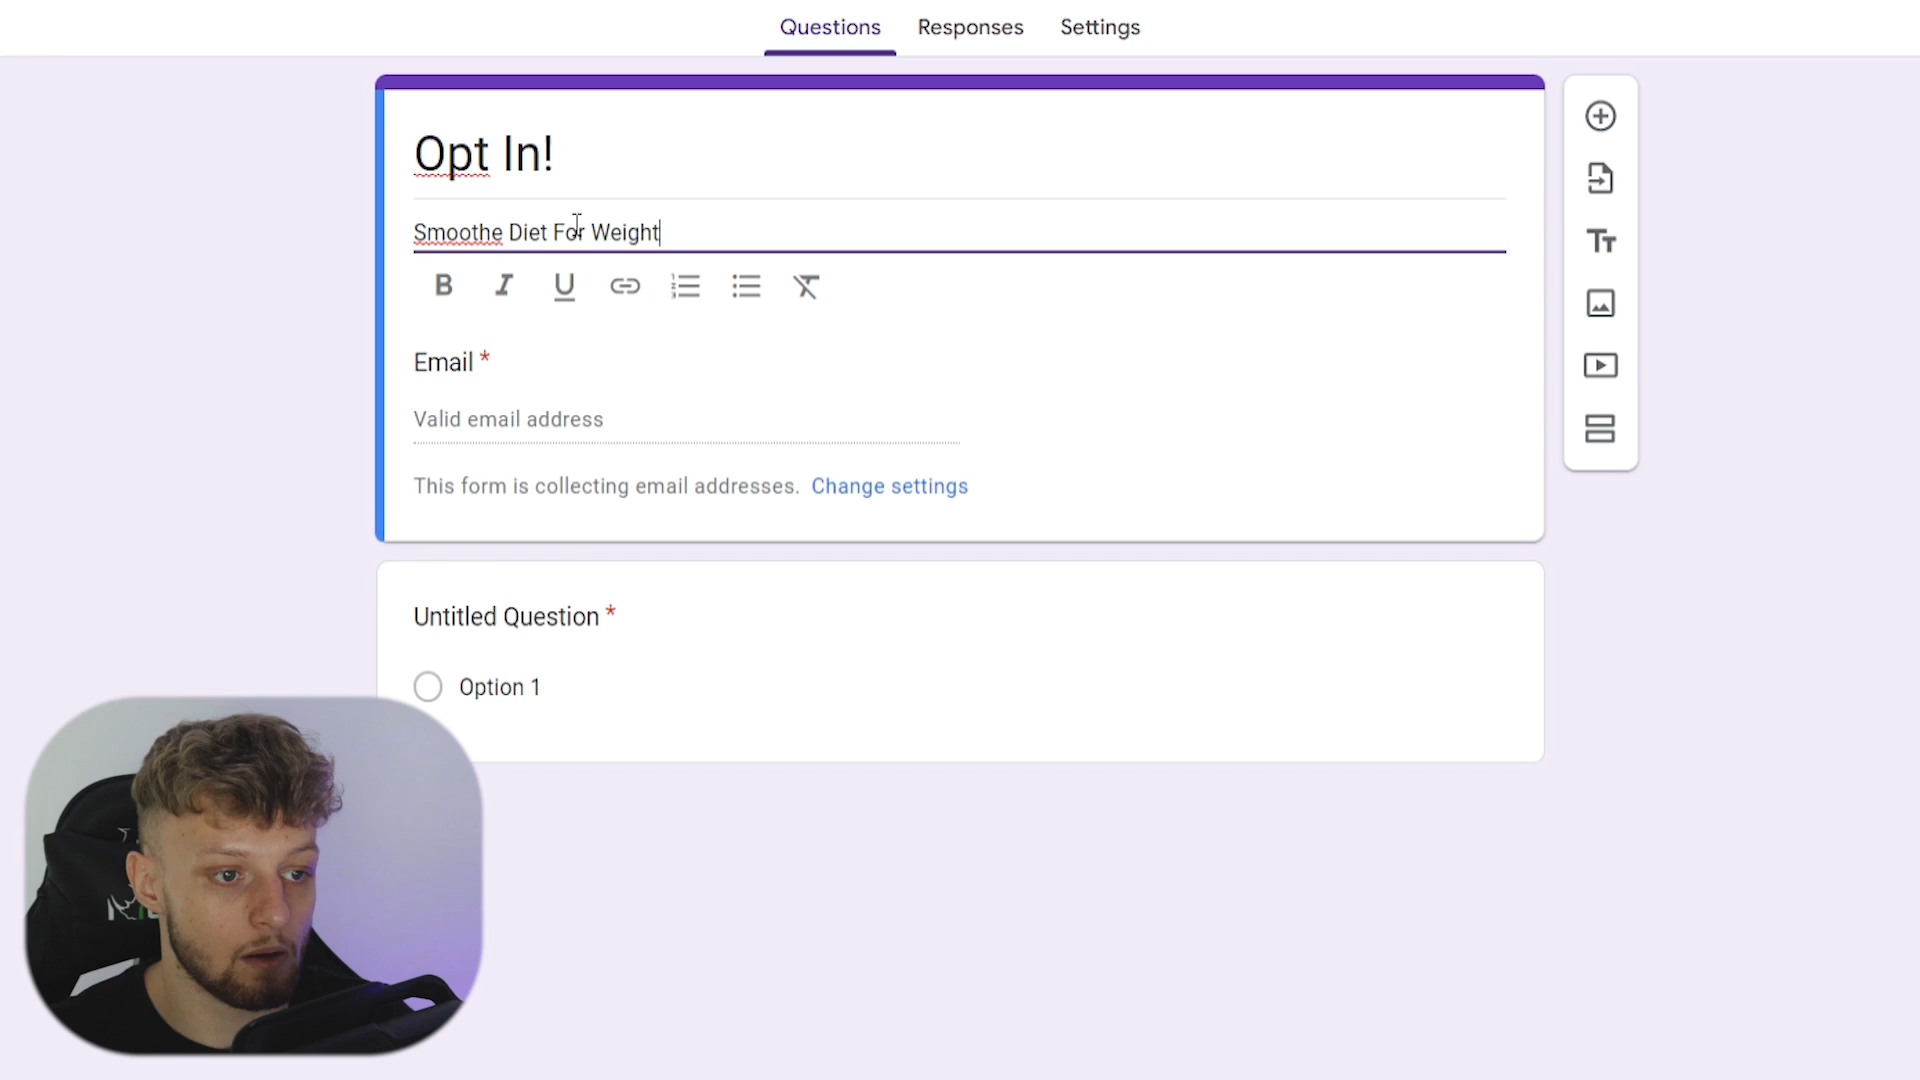 Questions Responses Settings
Opt In!
Smoothe Diet For Weight
B I U
Email *
Valid email address
This form is collecting email addresses. Change settings
Untitled Question *
Option 1